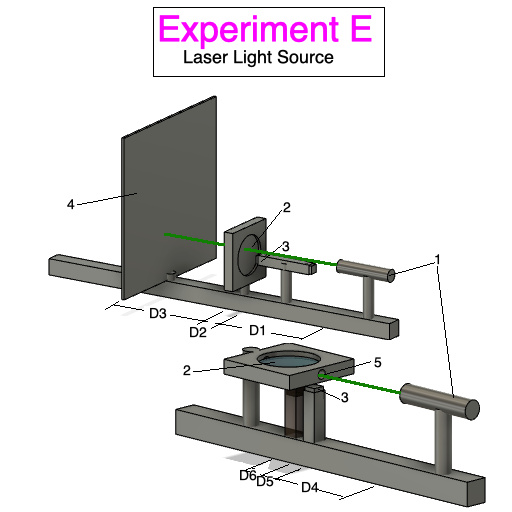 Experiment E
Laser Light Source
4
2
3
1
D3
D2
D1
2
5
3
D6
D5
D4